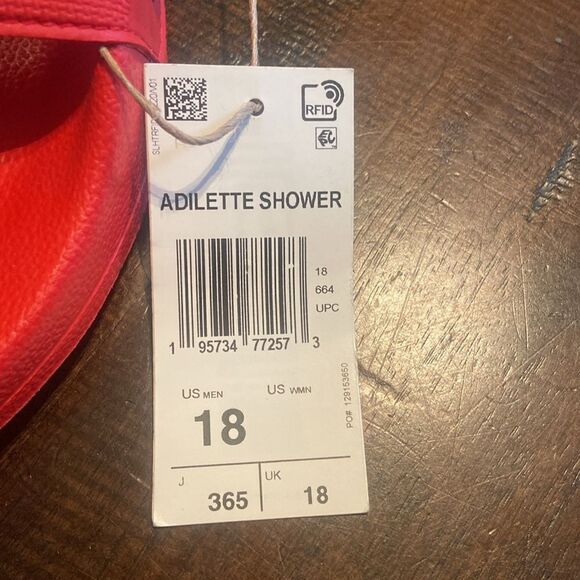 RFID
ADILETTE SHOWER
18
664
UPC
1 95734 77257 3
PO# 129153650
US MEN US WMN
18
J UK
365 18